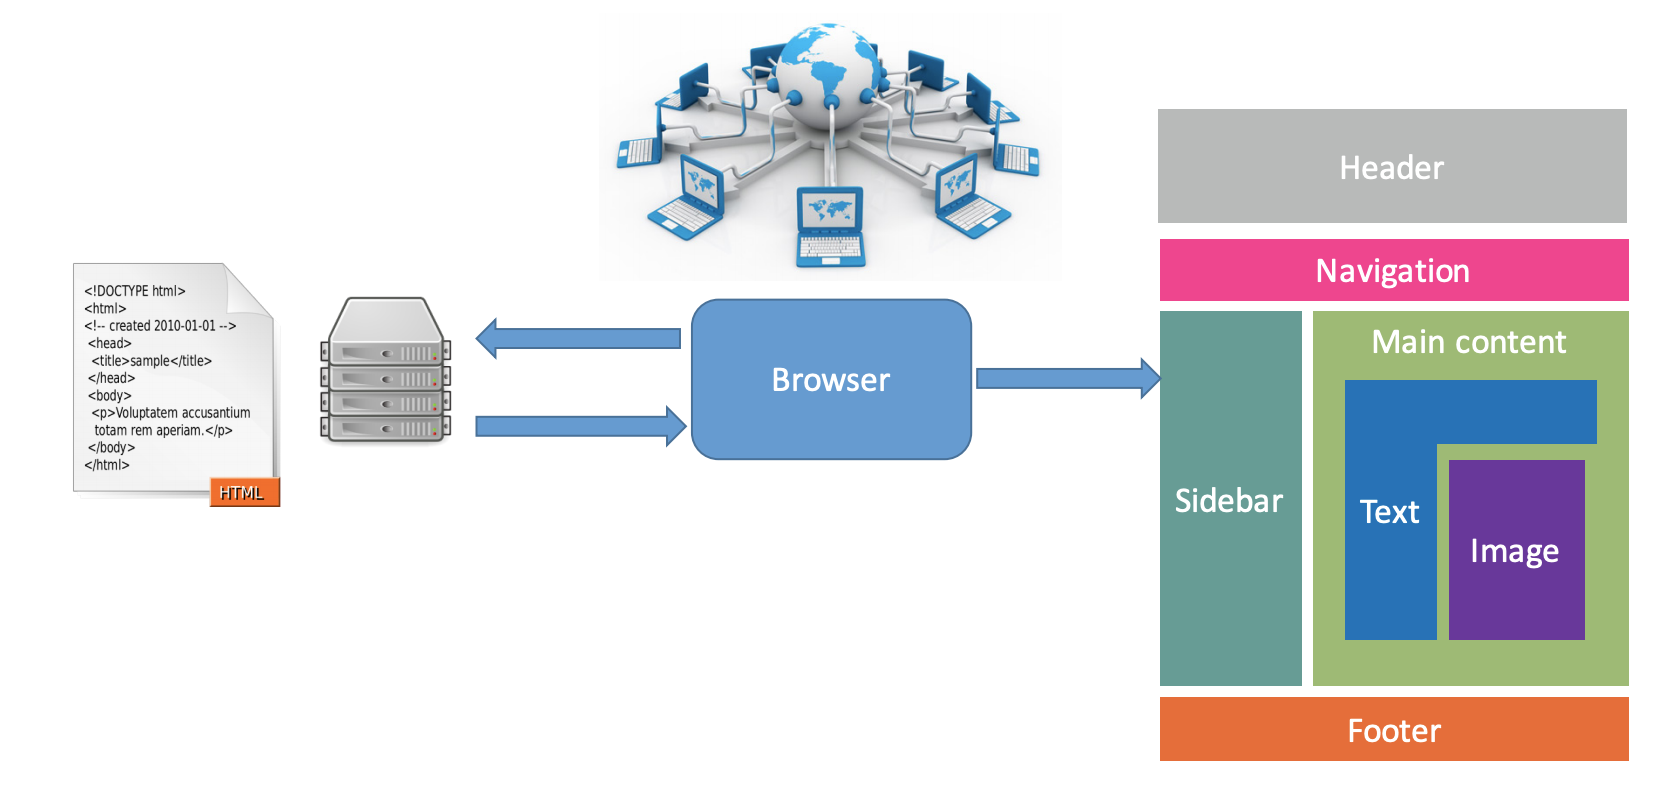 <!DOCTYPE html>
<html>
<!-- created 2010-01-01 -->
<head>
<title>sample</title>
</head>
<body>
<p>Voluptatem accusantium
totam rem aperiam.</p>
</body>
</html>
HTML
Browser
Header
Navigation
Sidebar
Main content
Text
Image
Footer